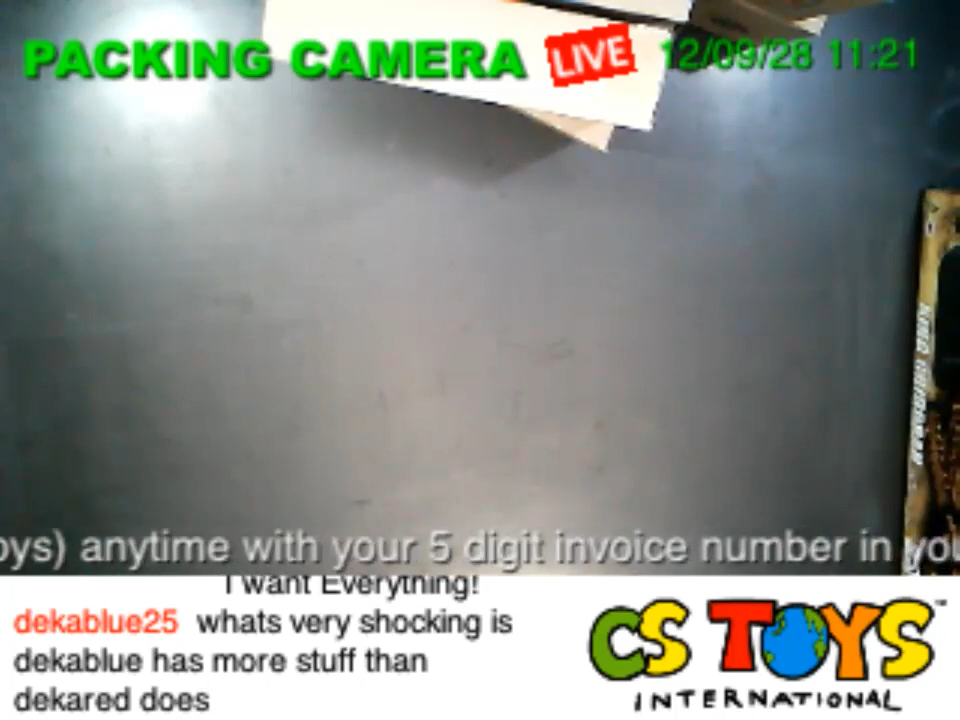 PACKING CAMERA LIVE 12/09/28 11:21
oys) anytime with your 5 digit invoice number in you
I want Everything!
dekablue25 whats very shocking is
dekablue has more stuff than
dekared does
CS TOYS
INTERNATIONAL